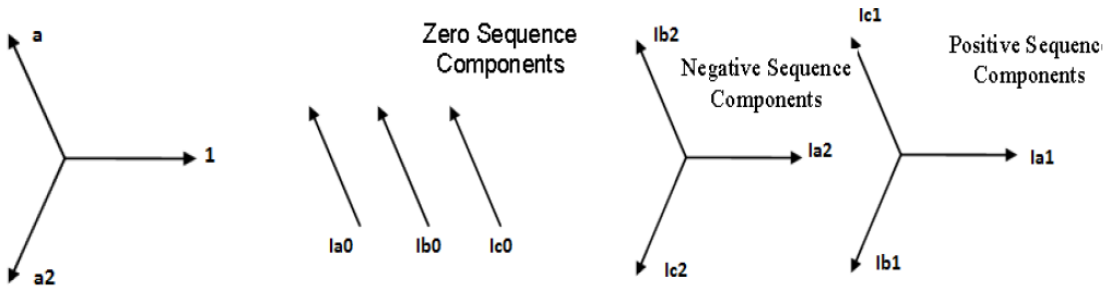 a
1
a2
Zero Sequence
Components
Ia0
Ib0
Ic0
Ib2
Negative Sequence
Components
Ia2
Ic2
Ic1
Positive Sequenc
Components
Ia1
Ib1